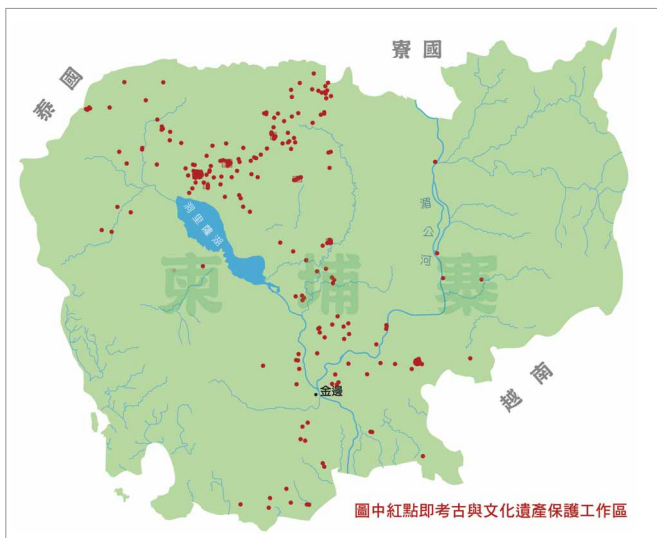 寮國
泰國
洞里薩湖
湄公河
柬埔寨
金邊
越南
圖中紅點即考古與文化遺產保護工作區